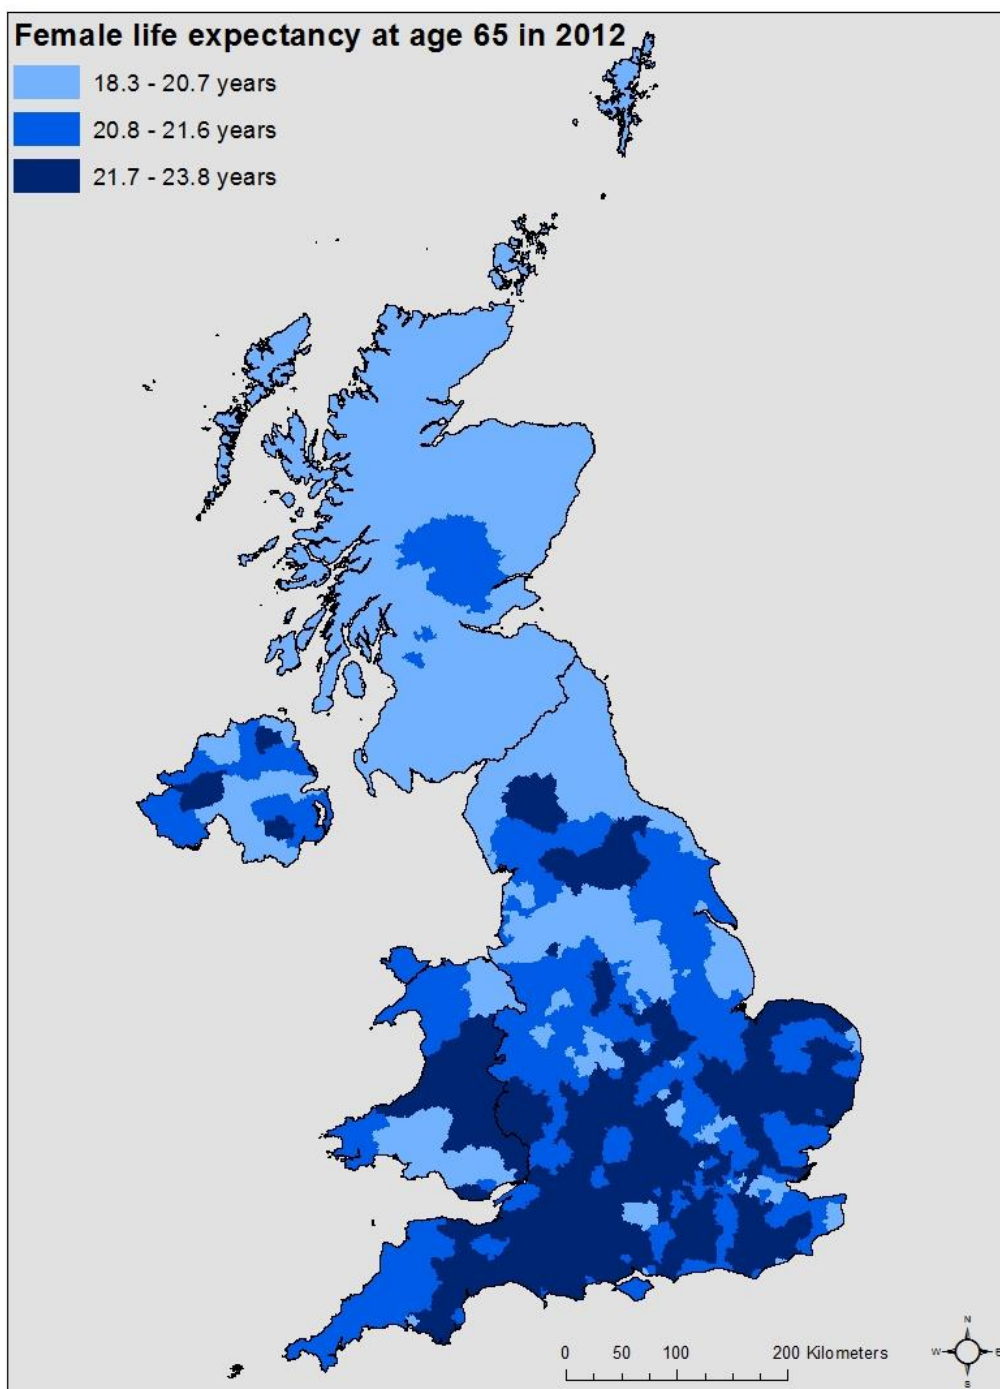 Female life expectancy at age 65 in 2012
18.3 - 20.7 years
20.8 - 21.6 years
21.7 - 23.8 years
N
W E
S
0 50 100 200 Kilometers